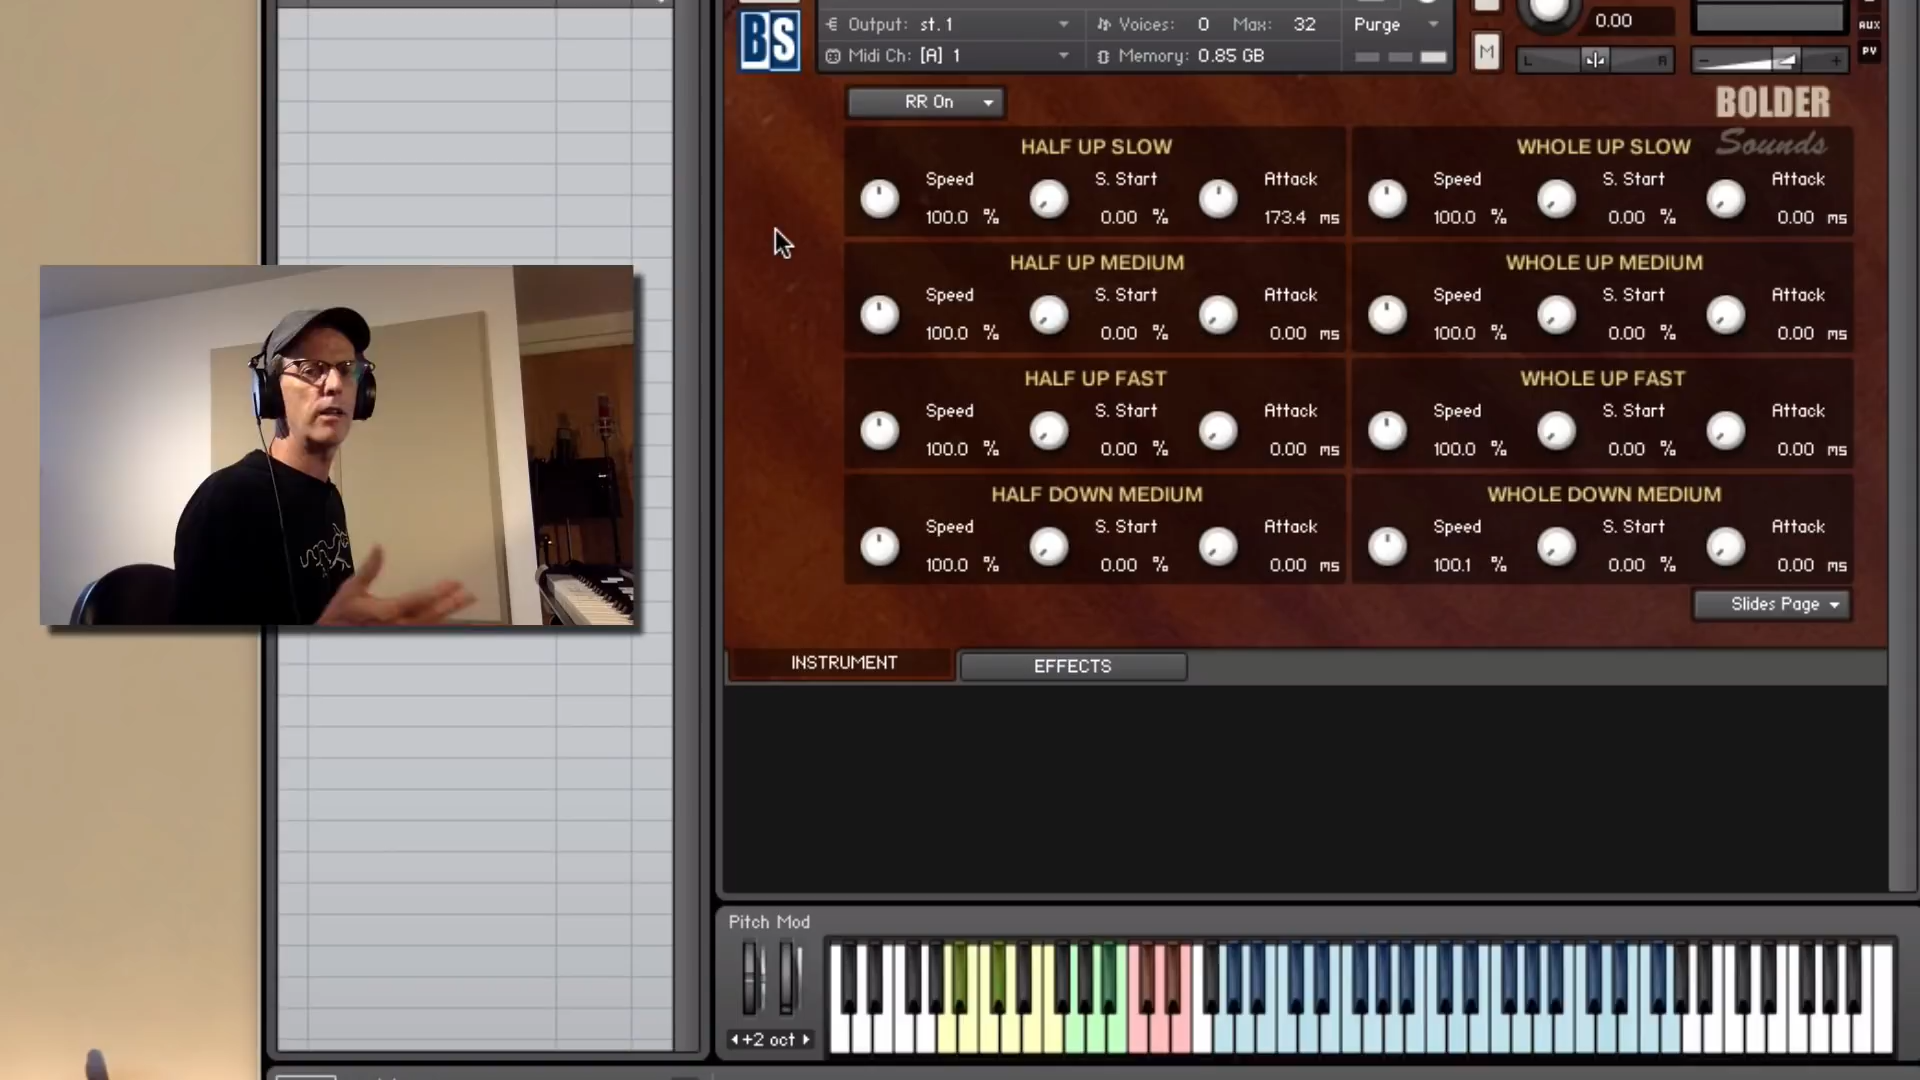 BS
Output: st. 1
Voices: 0 Max: 32
Purge
Midi Ch: [A] 1
Memory: 0.85 GB
M
0.00
L R
- +
AUX
PV
RR On
BOLDER
Sounds
HALF UP SLOW
Speed S. Start Attack
100.0 % 0.00 % 173.4 ms
WHOLE UP SLOW
Speed S. Start Attack
100.0 % 0.00 % 0.00 ms
HALF UP MEDIUM
Speed S. Start Attack
100.0 % 0.00 % 0.00 ms
WHOLE UP MEDIUM
Speed S. Start Attack
100.0 % 0.00 % 0.00 ms
HALF UP FAST
Speed S. Start Attack
100.0 % 0.00 % 0.00 ms
WHOLE UP FAST
Speed S. Start Attack
100.0 % 0.00 % 0.00 ms
HALF DOWN MEDIUM
Speed S. Start Attack
100.0 % 0.00 % 0.00 ms
WHOLE DOWN MEDIUM
Speed S. Start Attack
100.1 % 0.00 % 0.00 ms
Slides Page
INSTRUMENT
EFFECTS
Pitch Mod
+2 oct